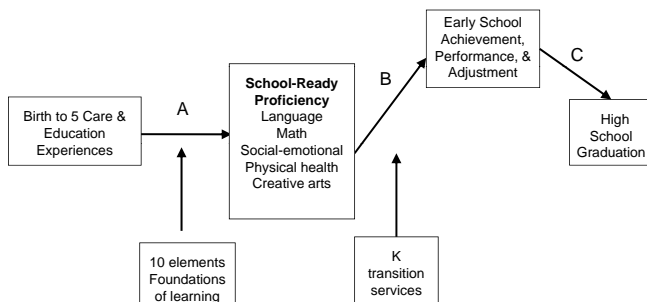 Birth to 5 Care &
Education
Experiences
A
School-Ready
Proficiency
Language
Math
Social-emotional
Physical health
Creative arts
B
Early School
Achievement,
Performance, &
Adjustment
C
High
School
Graduation
10 elements
Foundations
of learning
K
transition
services